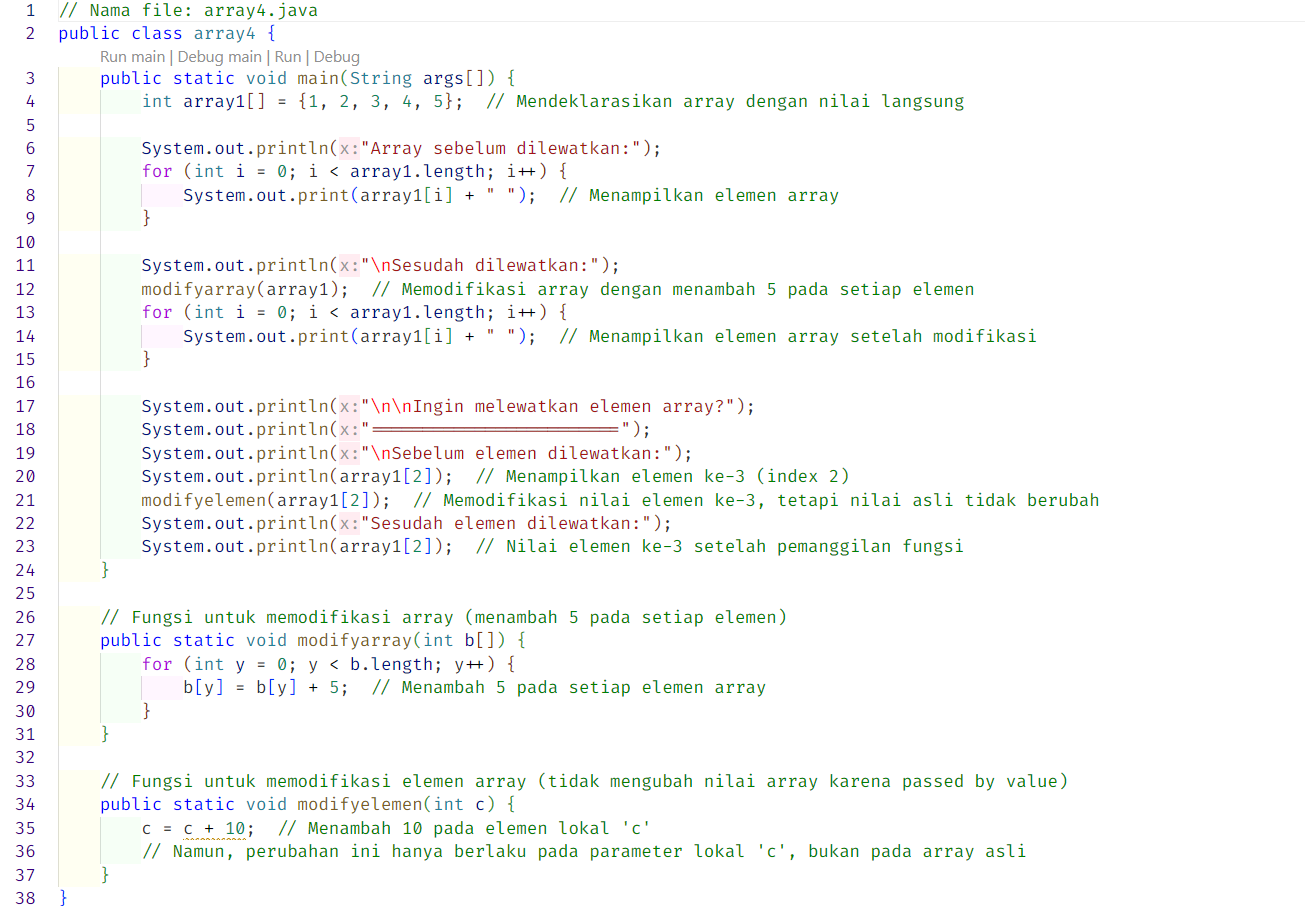 1 // Nama file: array4.java
2 public class array4 {
Run main | Debug main | Run | Debug
3 public static void main(String args[]) {
4 int array1[] = {1, 2, 3, 4, 5};  // Mendeklarasikan array dengan nilai langsung
5
6 System.out.println(x:"Array sebelum dilewatkan:");
7 for (int i = 0; i < array1.length; i++) {
8 System.out.print(array1[i] + " ");  // Menampilkan elemen array
9 }
10
11 System.out.println(x:"\nSesudah dilewatkan:");
12 modifyarray(array1);  // Memodifikasi array dengan menambah 5 pada setiap elemen
13 for (int i = 0; i < array1.length; i++) {
14 System.out.print(array1[i] + " ");  // Menampilkan elemen array setelah modifikasi
15 }
16
17 System.out.println(x:"\n\nIngin melewatkan elemen array?");
18 System.out.println(x:"========================");
19 System.out.println(x:"\nSebelum elemen dilewatkan:");
20 System.out.println(array1[2]);  // Menampilkan elemen ke-3 (index 2)
21 modifyelemen(array1[2]);  // Memodifikasi nilai elemen ke-3, tetapi nilai asli tidak berubah
22 System.out.println(x:"Sesudah elemen dilewatkan:");
23 System.out.println(array1[2]);  // Nilai elemen ke-3 setelah pemanggilan fungsi
24 }
25
26 // Fungsi untuk memodifikasi array (menambah 5 pada setiap elemen)
27 public static void modifyarray(int b[]) {
28 for (int y = 0; y < b.length; y++) {
29 b[y] = b[y] + 5;  // Menambah 5 pada setiap elemen array
30 }
31 }
32
33 // Fungsi untuk memodifikasi elemen array (tidak mengubah nilai array karena passed by value)
34 public static void modifyelemen(int c) {
35 c = c + 10;  // Menambah 10 pada elemen lokal 'c'
36 // Namun, perubahan ini hanya berlaku pada parameter lokal 'c', bukan pada array asli
37 }
38 }